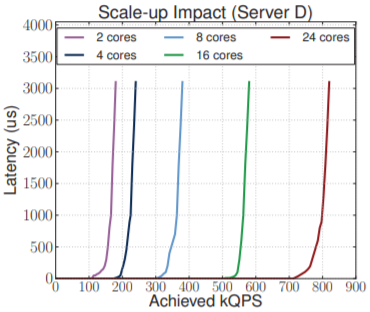 Scale-up Impact (Server D)
2 cores 8 cores 24 cores
4 cores 16 cores
Latency (us)
4000
3500
3000
2500
2000
1500
1000
500
0
0 100 200 300 400 500 600 700 800 900
Achieved kQPS